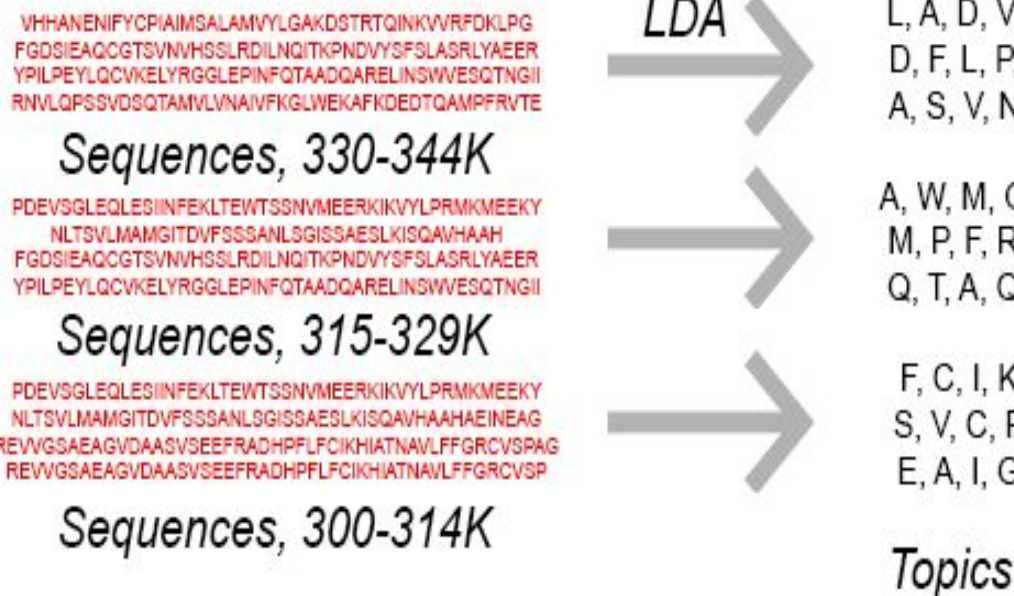 VHHANENIFYCPIAIMSALAMVYLGAKDSTRTQINKVVRFDKLPG
FGDSIEAQCGTSVNVHSSLRDILNQITKPNDVYSFSLASRLYAEER
YPILPEYLQCVKELYRGGLEPINFQTAADQARELINSWVESQTNGII
RNVLQPSSVDSQTAMVLVNAIVFKGLWEKAFKDEDTQAMPFRVTE
Sequences, 330-344K
PDEVSGLEQLESIINFEKLTEWTSSNVMEERKIKVYLPRMKMEEKY
NLTSVLMAMGITDVFSSSANLSGISSAESLKISQAVHAAH
FGDSIEAQCGTSVNVHSSLRDILNQITKPNDVYSFSLASRLYAEER
YPILPEYLQCVKELYRGGLEPINFQTAADQARELINSWVESQTNGII
Sequences, 315-329K
PDEVSGLEQLESIINFEKLTEWTSSNVMEERKIKVYLPRMKMEEKY
NLTSVLMAMGITDVFSSSANLSGISSAESLKISQAVHAAHAEINEAG
REVVGSAEAGVDAASVSEEFRADHPFLFCIKHIATNAVLFFGRCVSPAG
REVVGSAEAGVDAASVSEEFRADHPFLFCIKHIATNAVLFFGRCVSP
Sequences, 300-314K
LDA
L, A, D, V
D, F, L, P,
A, S, V, N
A, W, M,
M, P, F, R
Q, T, A, Q
F, C, I, K
S, V, C,
E, A, I, G
Topics